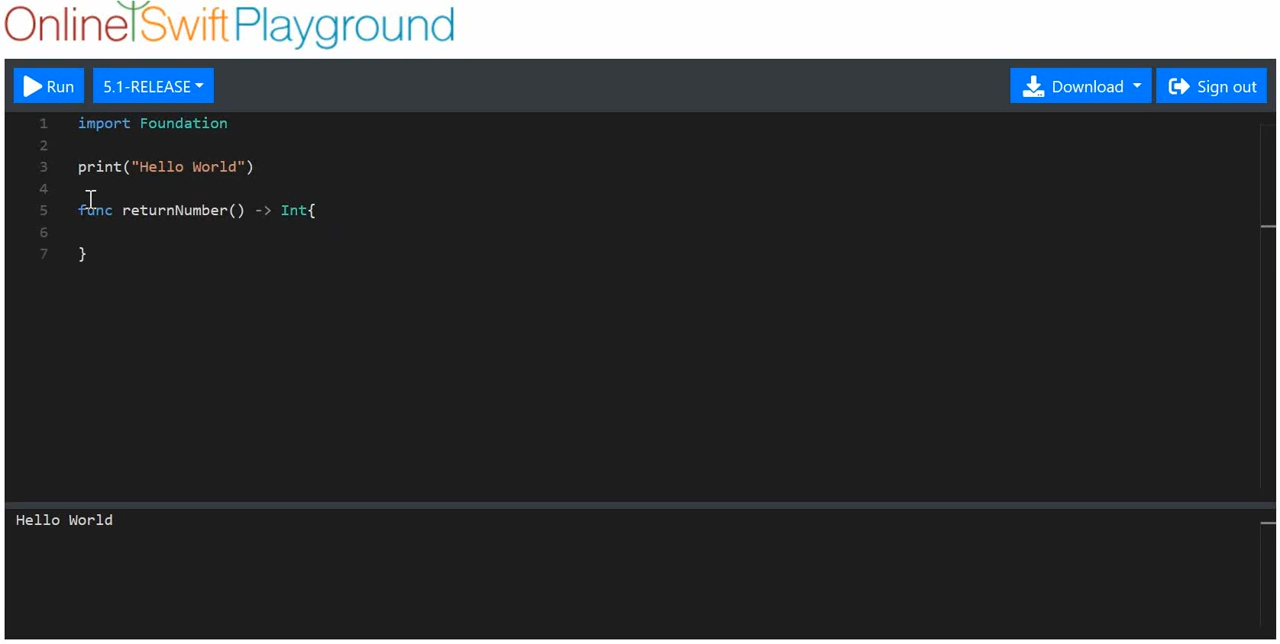 Online Swift Playground
Run 5.1-RELEASE Download Sign out
1 import Foundation
2
3 print("Hello World")
4
5 func returnNumber() -> Int{
6
7 }
Hello World